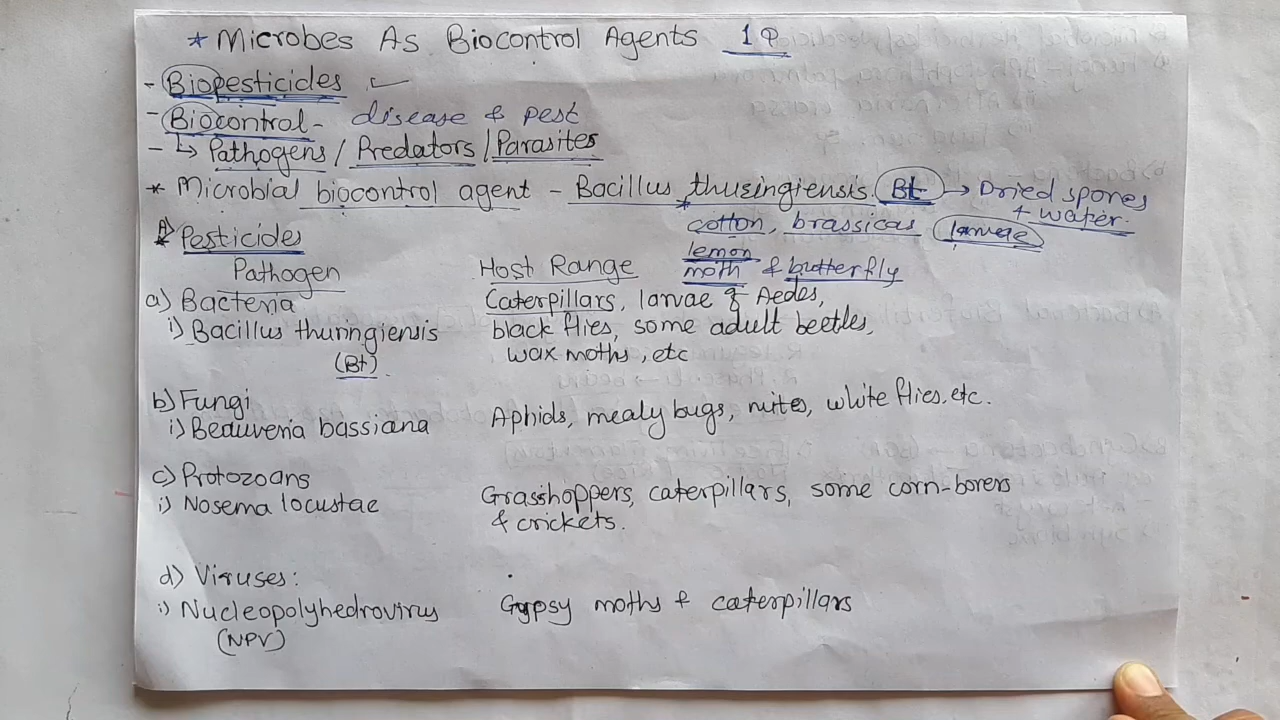 * Microbes As Biocontrol Agents 1Q
- Biopesticides ✓
- Biocontrol - disease & pest
- ↳ Pathogens / Predators / Parasites
* Microbial biocontrol agent - Bacillus thuringiensis. Bt → Dried spores + water.
cotton, brassicas larvae
* Pesticides lemon
Pathogen Host Range moth & butterfly
a) Bacteria Caterpillars, larvae of Aedes,
i) Bacillus thuringiensis black flies, some adult beetles,
(Bt) wax moths, etc
b) Fungi
i) Beauveria bassiana Aphids, mealy bugs, mites, white flies, etc.
c) Protozoans
i) Nosema locustae Grasshoppers, caterpillars, some corn-borers
& crickets.
d) Viruses:
i) Nucleopolyhedrovirus Gypsy moths & caterpillars
(NPV)